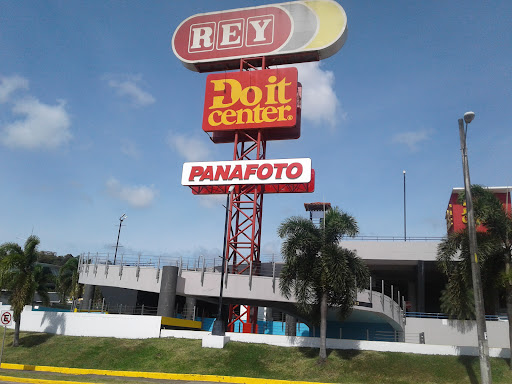 REY
Do it
center®
PANAFOTO
E